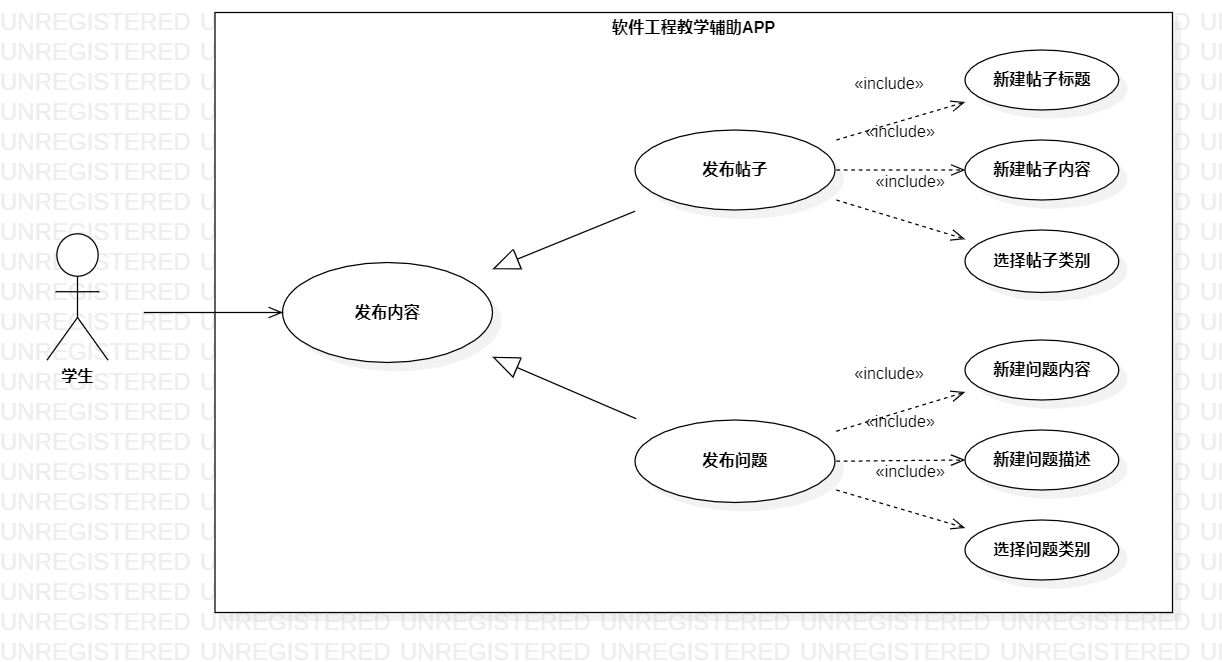 软件工程教学辅助APP
«include»
新建帖子标题
«include»
发布帖子
新建帖子内容
«include»
选择帖子类别
发布内容
学生
«include»
新建问题内容
«include»
发布问题
新建问题描述
«include»
选择问题类别
UNREGISTERED UNREGISTERED UNREGISTERED UNREGISTERED UNREGISTERED UNREGISTERED